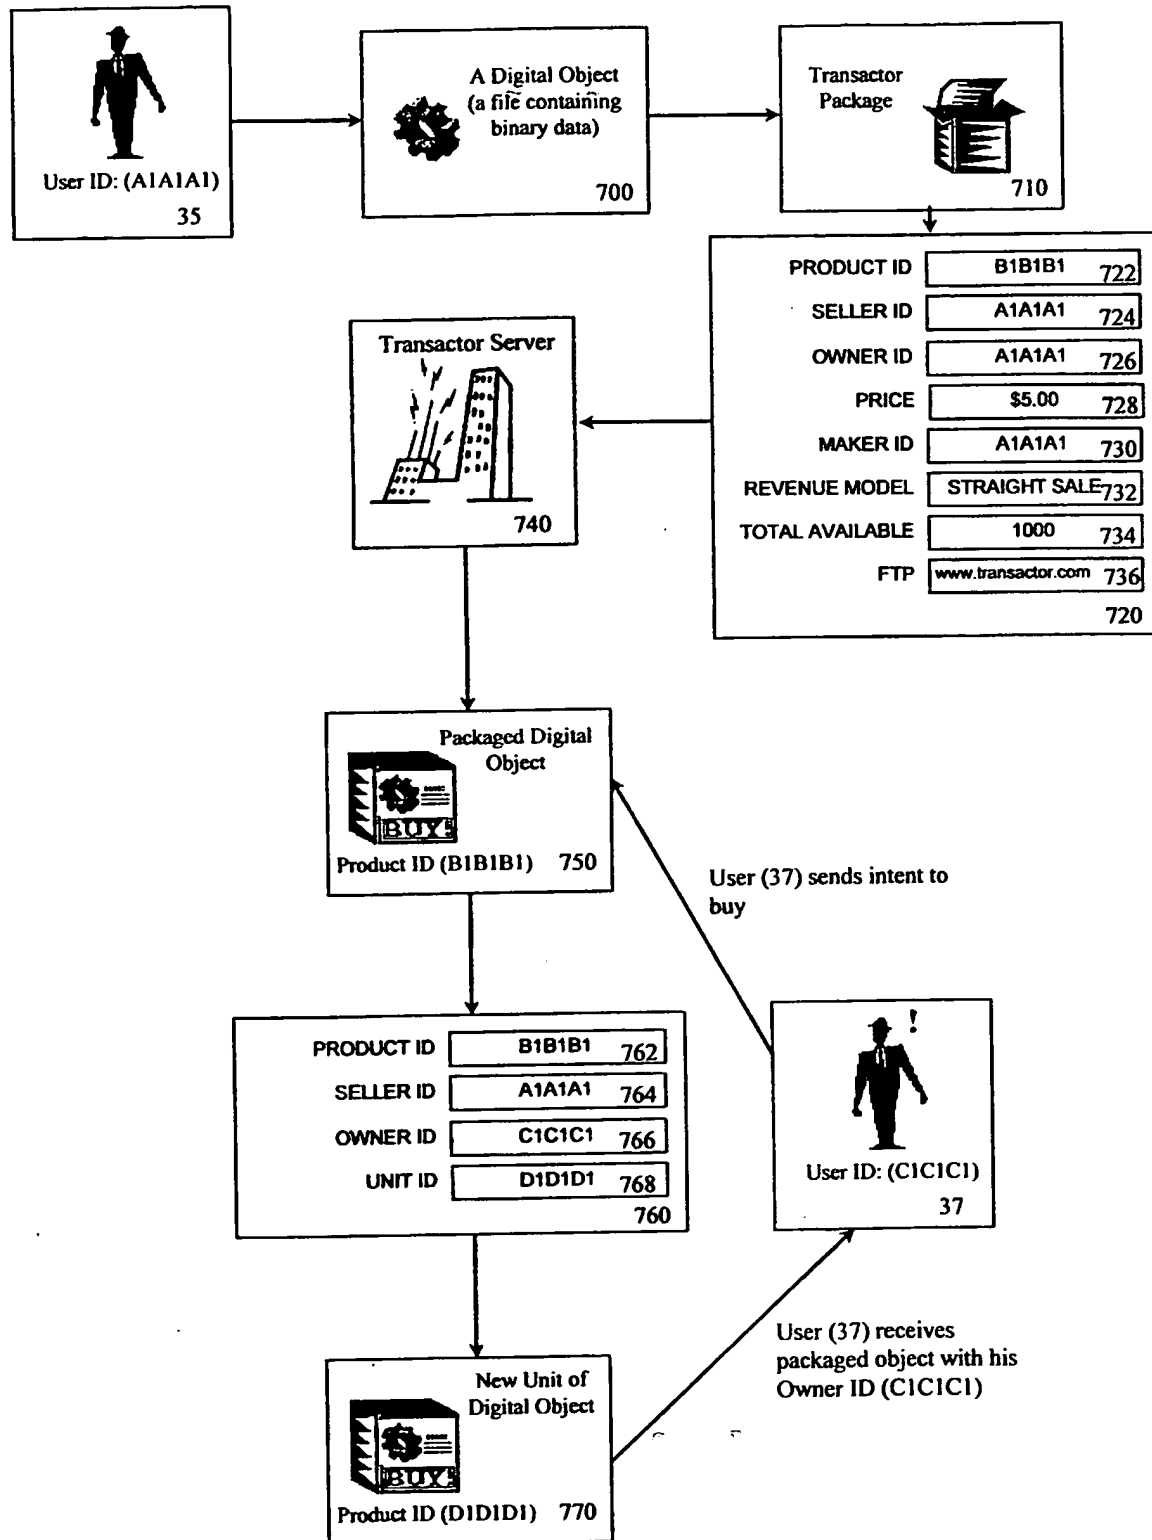 User ID: (A1A1A1)
35
A Digital Object
(a file containing
binary data)
700
Transactor
Package
710
PRODUCT ID B1B1B1 722
SELLER ID A1A1A1 724
OWNER ID A1A1A1 726
PRICE $5.00 728
MAKER ID A1A1A1 730
REVENUE MODEL STRAIGHT SALE 732
TOTAL AVAILABLE 1000 734
FTP www.transactor.com 736
720
Transactor Server
740
Packaged Digital
Object
BUY!
Product ID (B1B1B1) 750
User (37) sends intent to
buy
PRODUCT ID B1B1B1 762
SELLER ID A1A1A1 764
OWNER ID C1C1C1 766
UNIT ID D1D1D1 768
760
!
User ID: (C1C1C1)
37
User (37) receives
packaged object with his
Owner ID (C1C1C1)
New Unit of
Digital Object
BUY!
Product ID (D1D1D1) 770